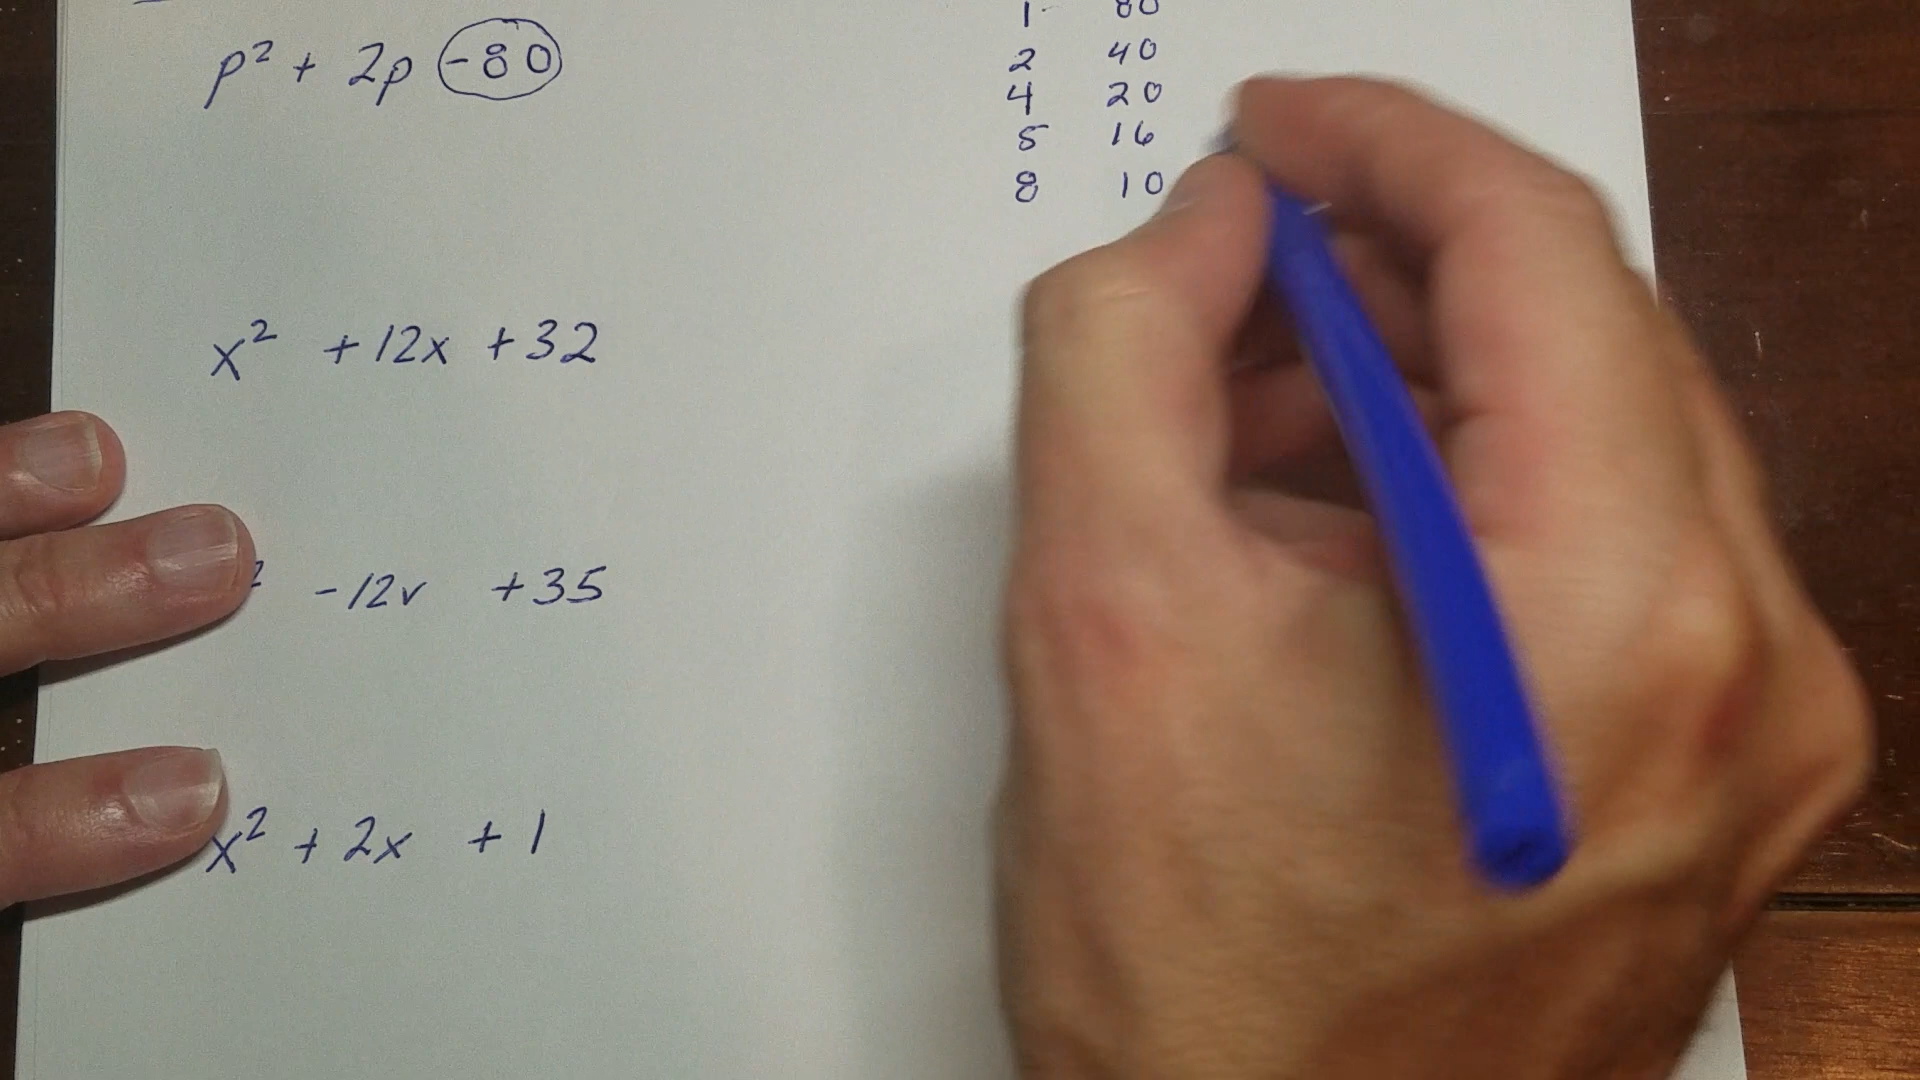 1 80
p² + 2p -80
2 40
4 20
5 16
8 10
x² +12x +32
² -12v +35
x² + 2x + 1